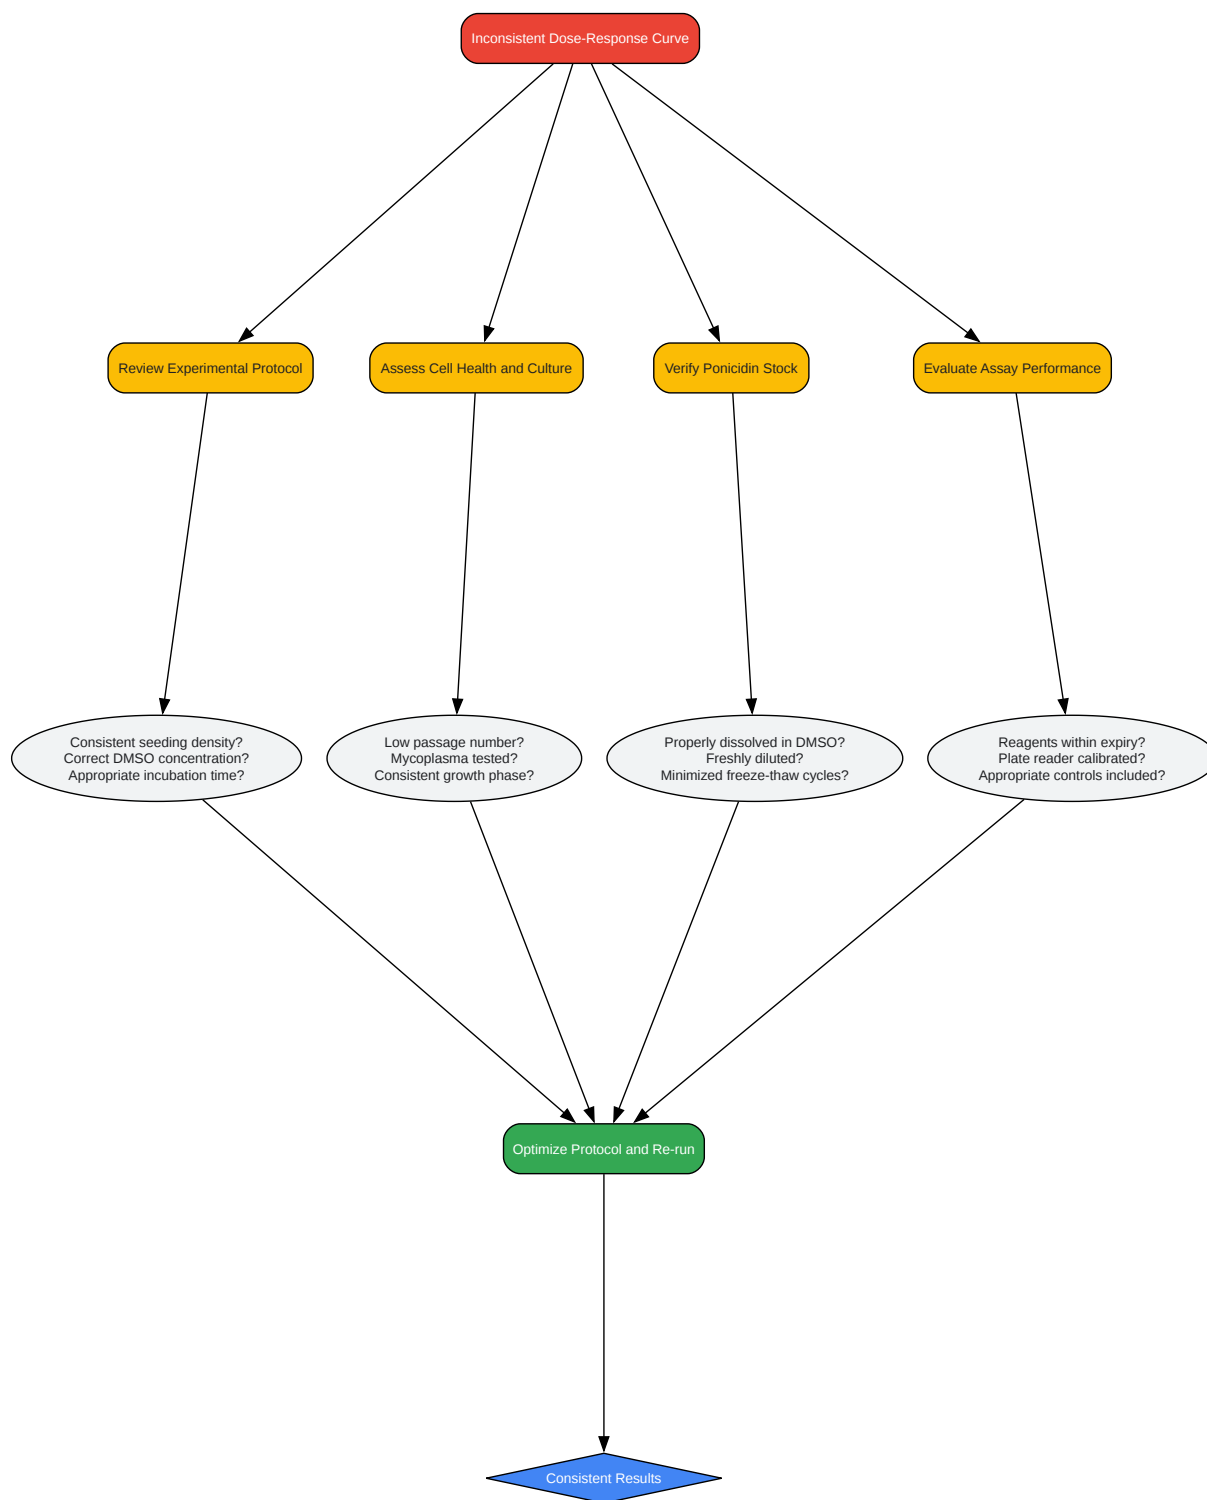 Inconsistent Dose-Response Curve
Review Experimental Protocol
Assess Cell Health and Culture
Verify Ponicidin Stock
Evaluate Assay Performance
Consistent seeding density?
Correct DMSO concentration?
Appropriate incubation time?
Low passage number?
Mycoplasma tested?
Consistent growth phase?
Properly dissolved in DMSO?
Freshly diluted?
Minimized freeze-thaw cycles?
Reagents within expiry?
Plate reader calibrated?
Appropriate controls included?
Optimize Protocol and Re-run
Consistent Results